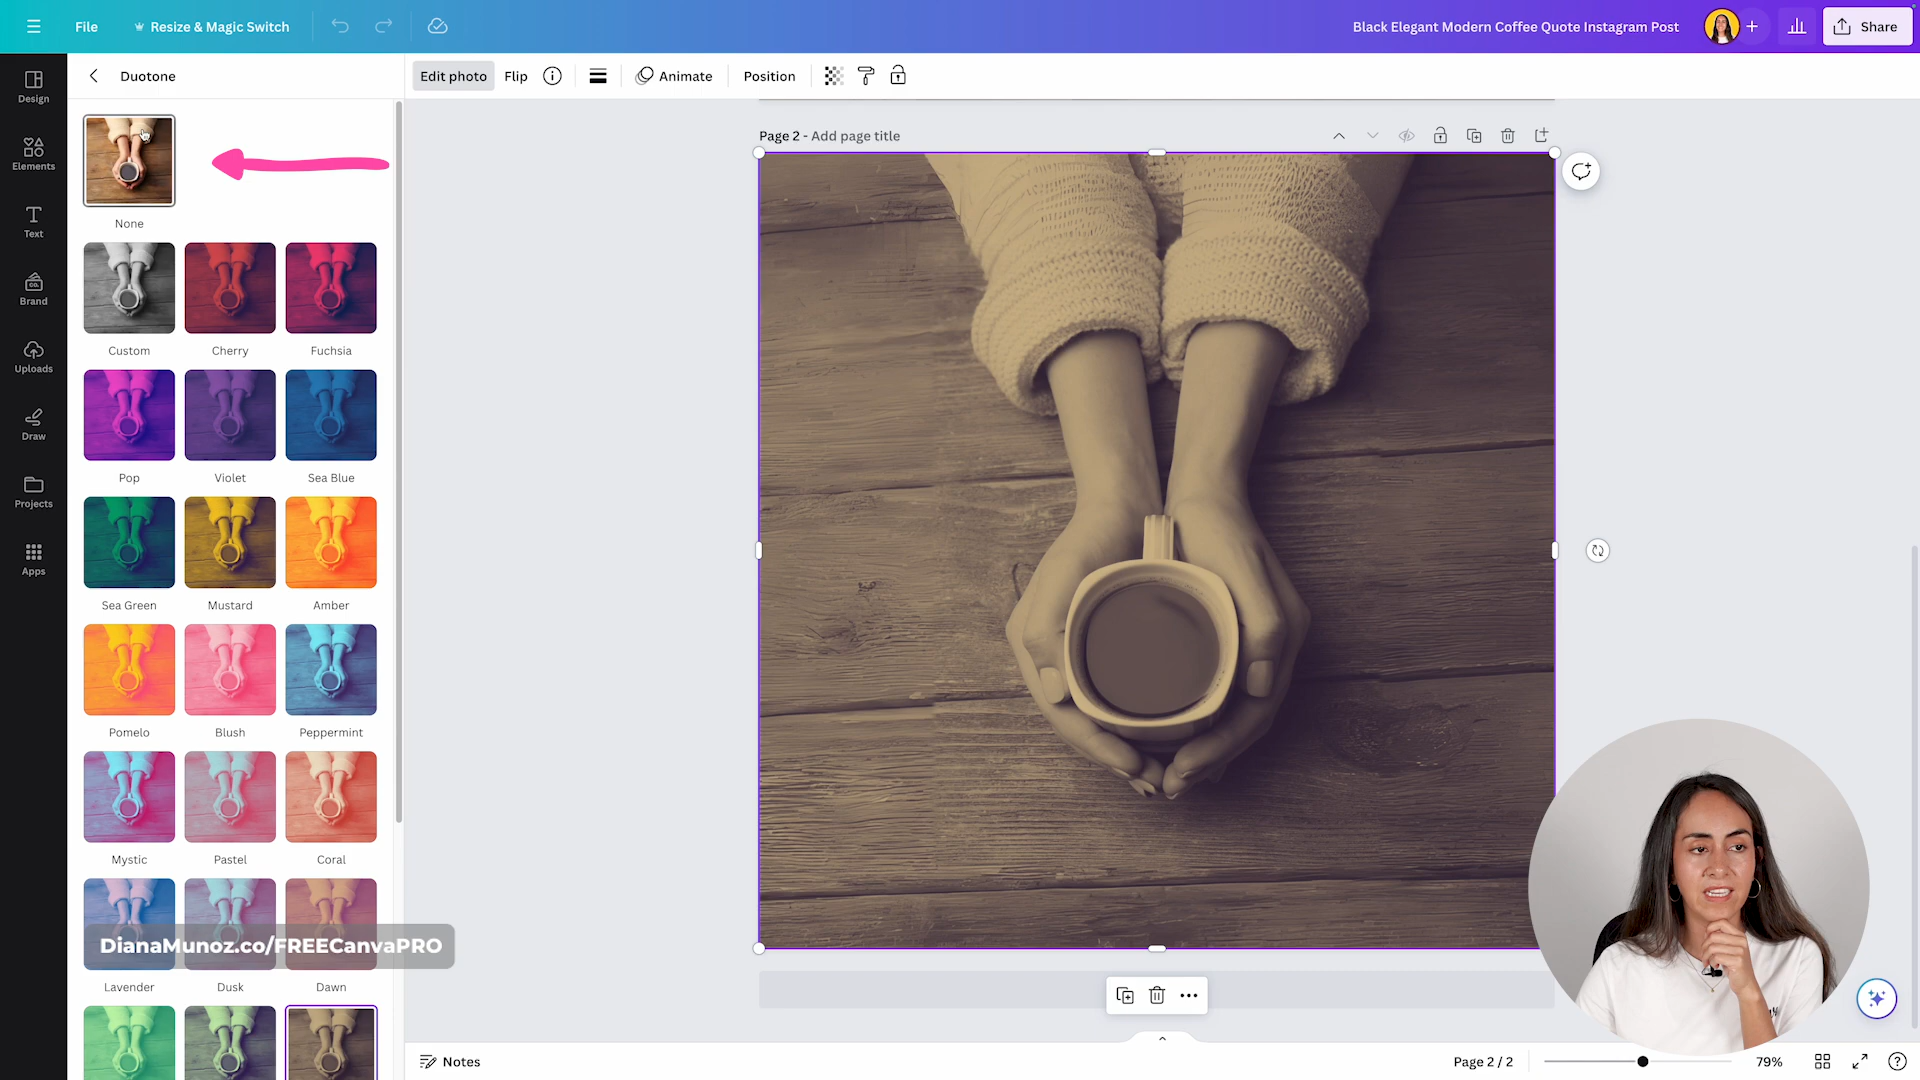 File
Resize & Magic Switch
Black Elegant Modern Coffee Quote Instagram Post
Share
Design
Elements
Text
Brand
Uploads
Draw
Projects
Apps
Duotone
Edit photo
Flip
Animate
Position
None
Custom
Cherry
Fuchsia
Pop
Violet
Sea Blue
Sea Green
Mustard
Amber
Pomelo
Blush
Peppermint
Mystic
Pastel
Coral
DianaMunoz.co/FREECanvaPRO
Lavender
Dusk
Dawn
Page 2 - Add page title
Notes
Page 2 / 2
79%